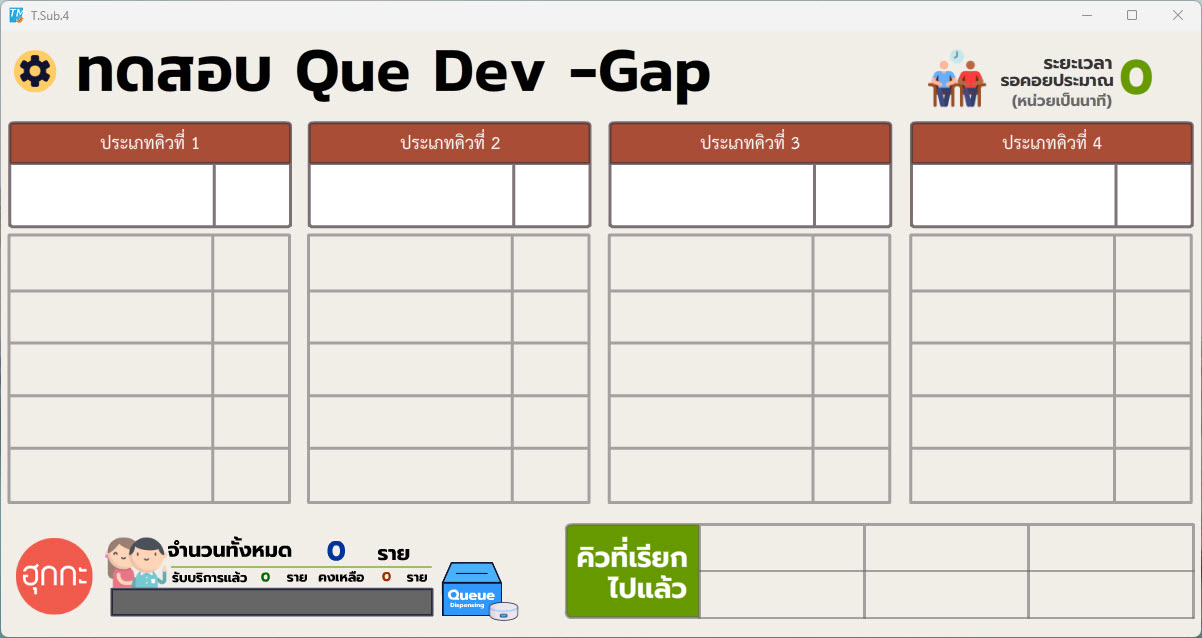 T.Sub.4
ทดสอบ Que Dev -Gap
ระยะเวลา
รอคอยประมาณ
(หน่วยเป็นนาที)
0
ประเภทคิวที่ 1
ประเภทคิวที่ 2
ประเภทคิวที่ 3
ประเภทคิวที่ 4
ฮุกกะ
จำนวนทั้งหมด 0 ราย
รับบริการแล้ว 0 ราย คงเหลือ 0 ราย
Queue
Dispensing
คิวที่เรียก
ไปแล้ว